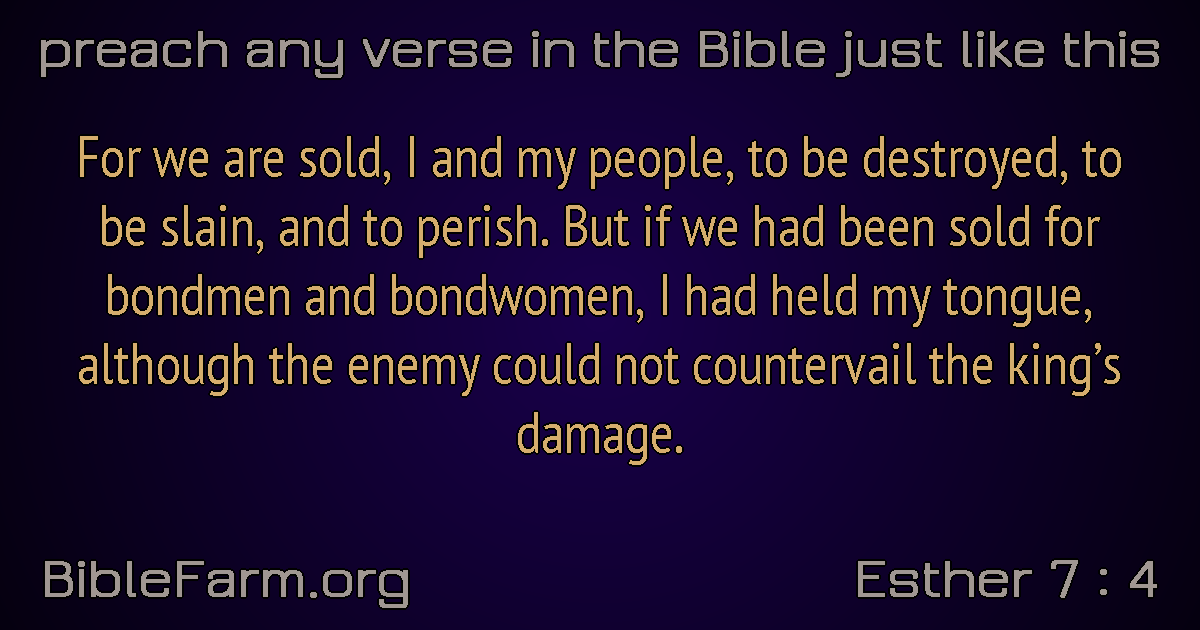 preach any verse in the Bible just like this
For we are sold, I and my people, to be destroyed, to
be slain, and to perish. But if we had been sold for
bondmen and bondwomen, I had held my tongue,
although the enemy could not countervail the king’s
damage.
BibleFarm.org
Esther 7 : 4